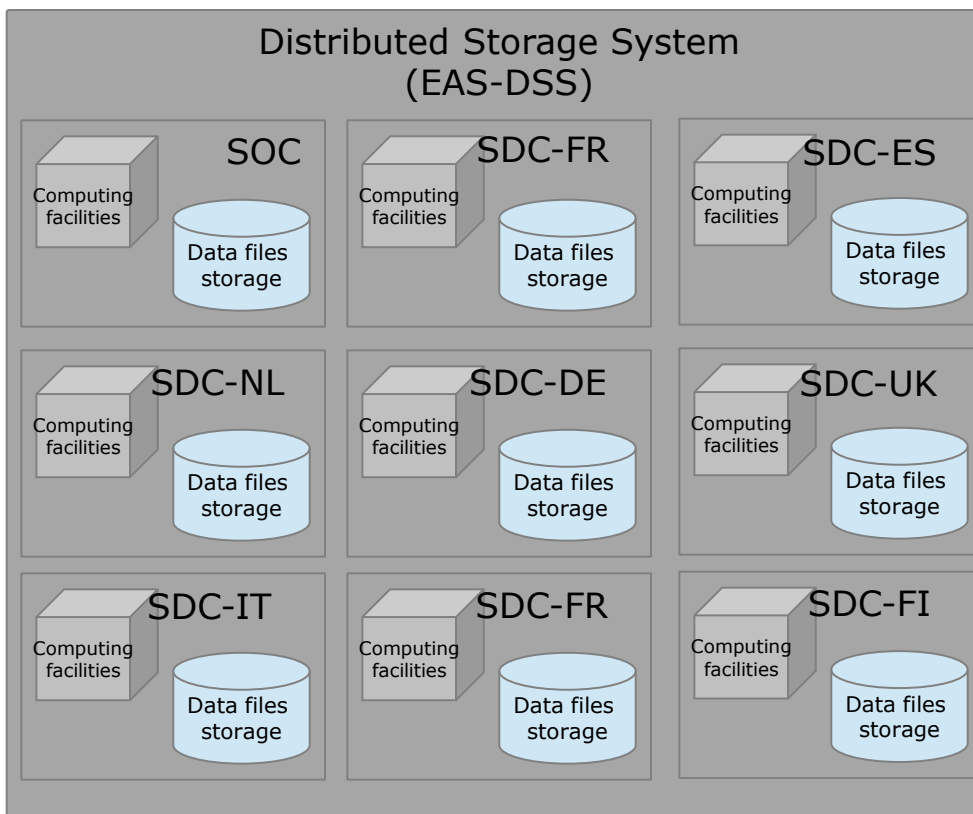 Distributed Storage System
(EAS-DSS)
SOC
Computing
facilities
Data files
storage
SDC-FR
Computing
facilities
Data files
storage
SDC-ES
Computing
facilities
Data files
storage
SDC-NL
Computing
facilities
Data files
storage
SDC-DE
Computing
facilities
Data files
storage
SDC-UK
Computing
facilities
Data files
storage
SDC-IT
Computing
facilities
Data files
storage
SDC-FR
Computing
facilities
Data files
storage
SDC-FI
Computing
facilities
Data files
storage